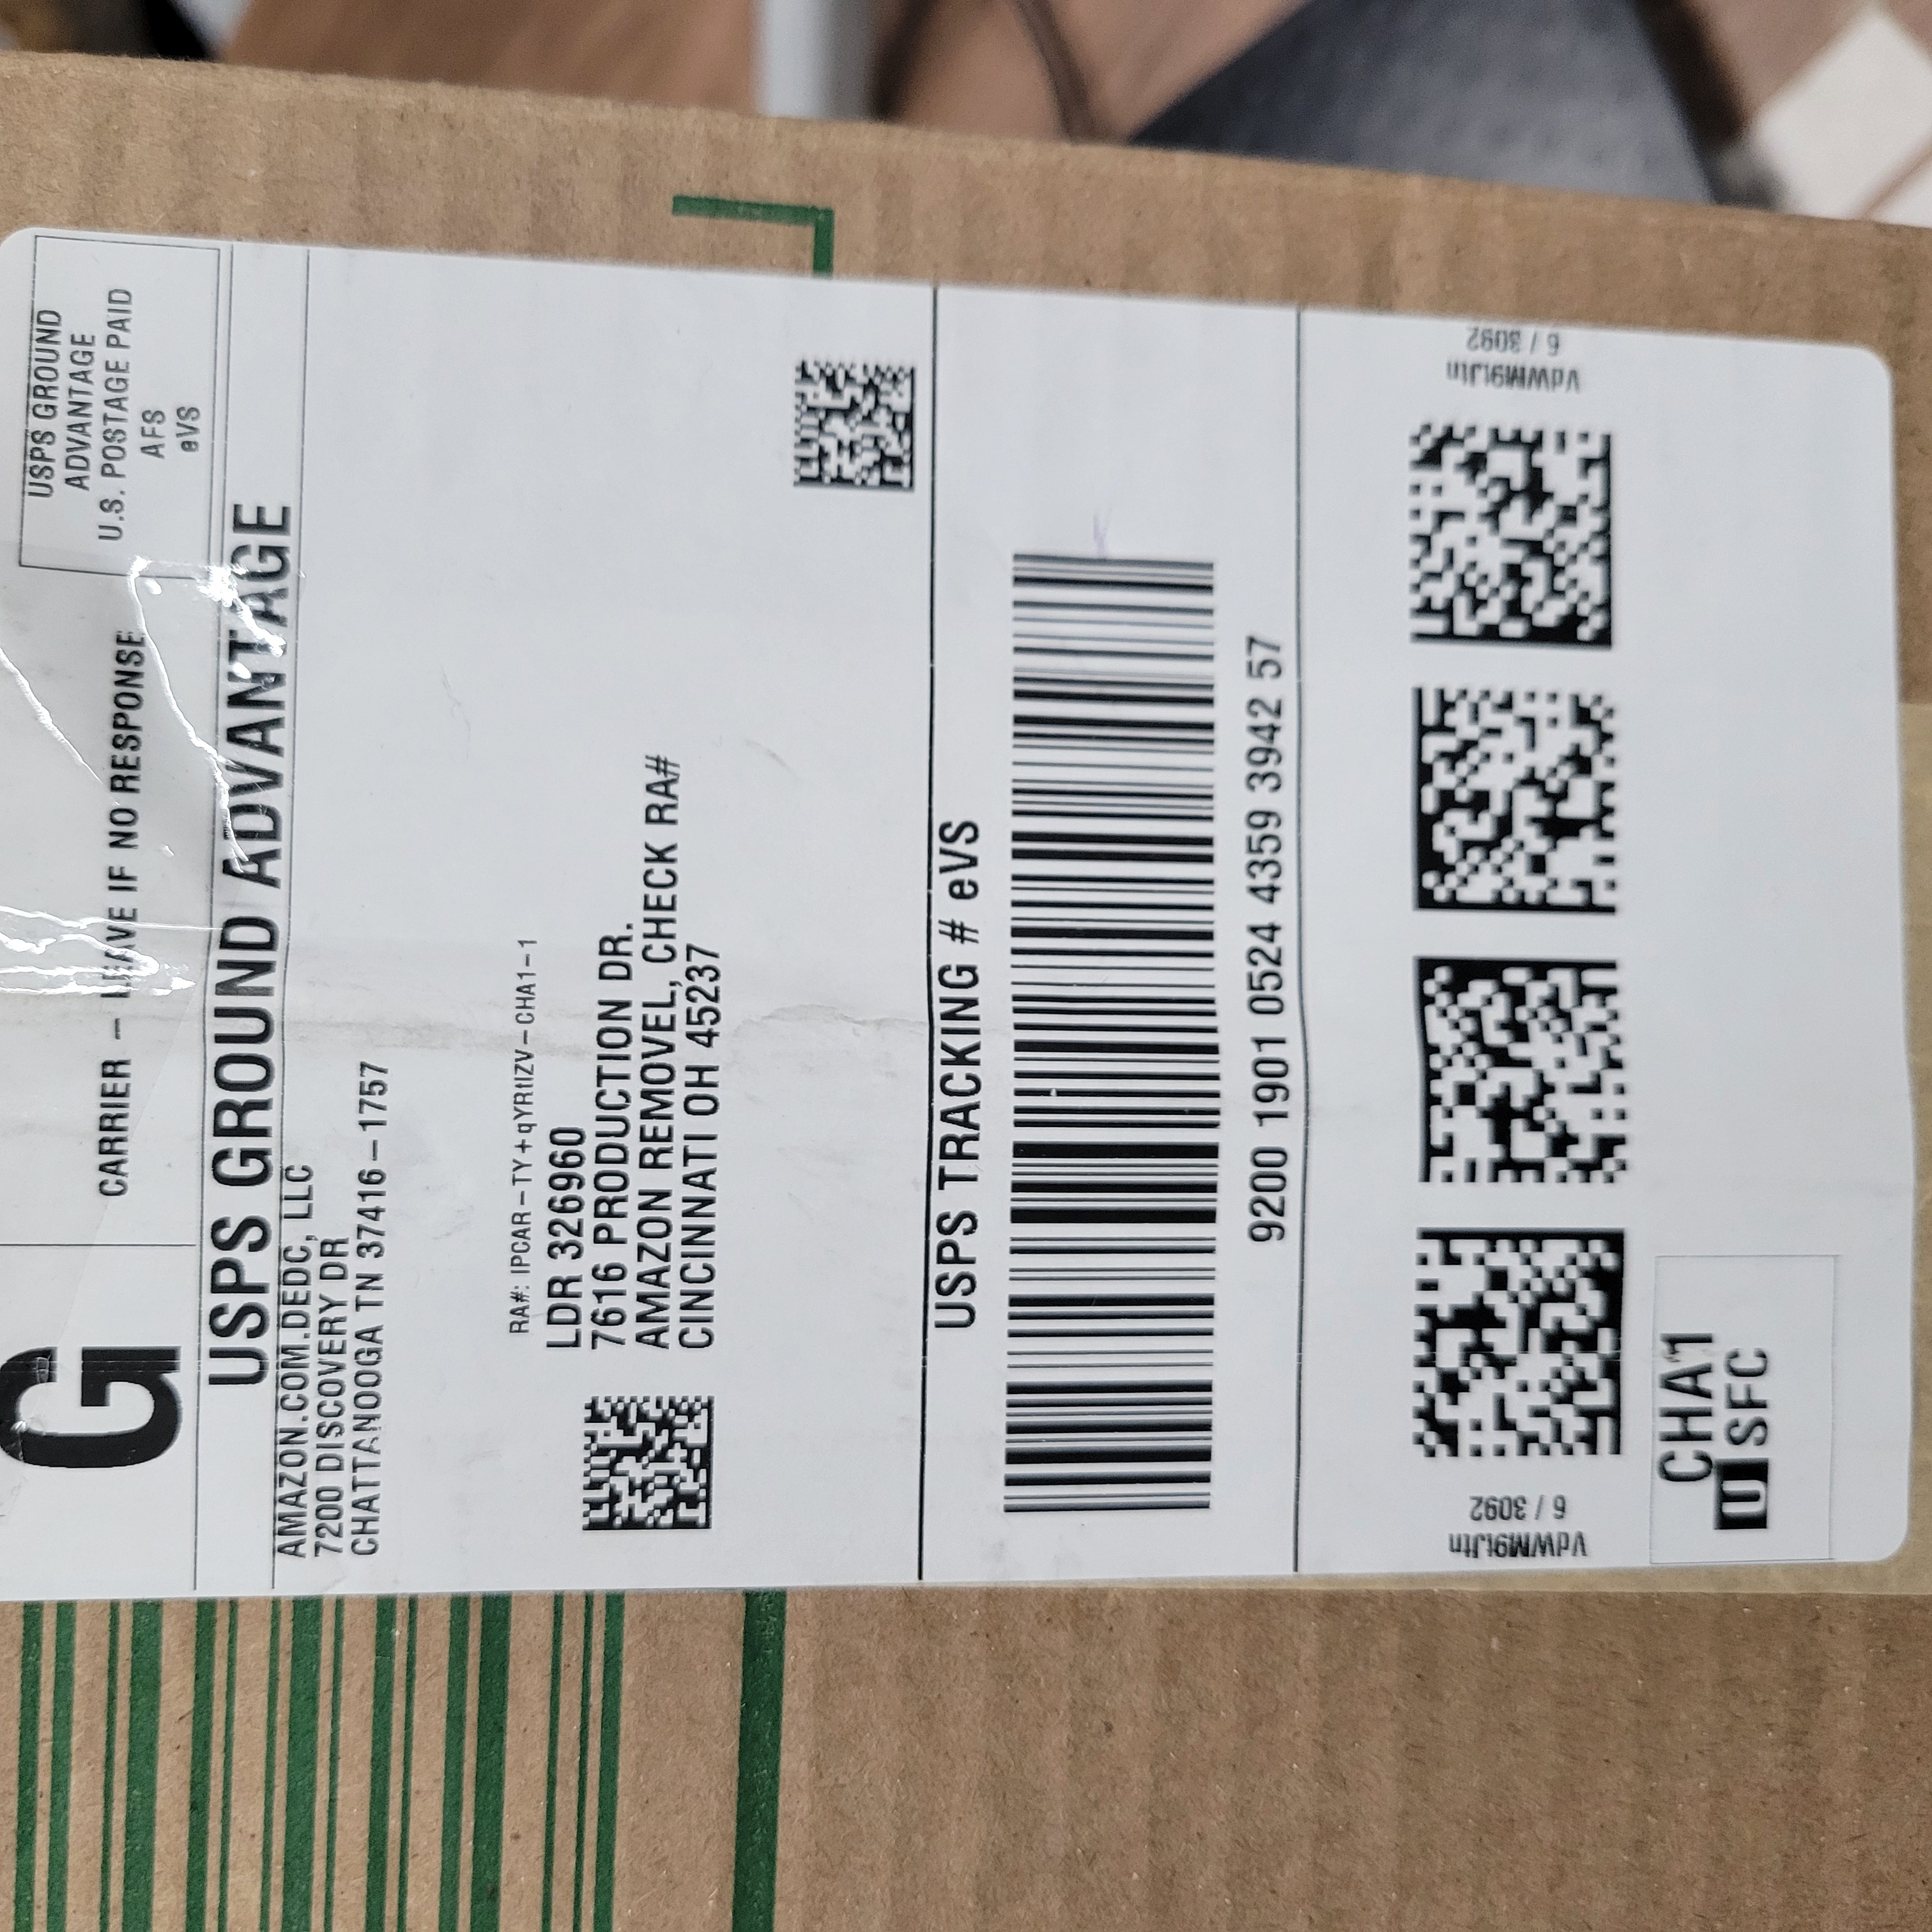 G
USPS GROUND
ADVANTAGE
U.S. POSTAGE PAID
AFS
eVS
CARRIER – LEAVE IF NO RESPONSE
USPS GROUND ADVANTAGE
AMAZON.COM.DEDC, LLC
7200 DISCOVERY DR
CHATTANOOGA TN 37416–1757
RA#: IPCAR–TY+qYRtIZV–CHA1–1
LDR 326960
7616 PRODUCTION DR.
AMAZON REMOVEL, CHECK RA#
CINCINNATI OH 45237
USPS TRACKING # eVS
9200 1901 0524 4359 3942 57
VdWM9tJtn
6 / 3092
VdWM9tJtn
6 / 3092
CHA1
U SFC